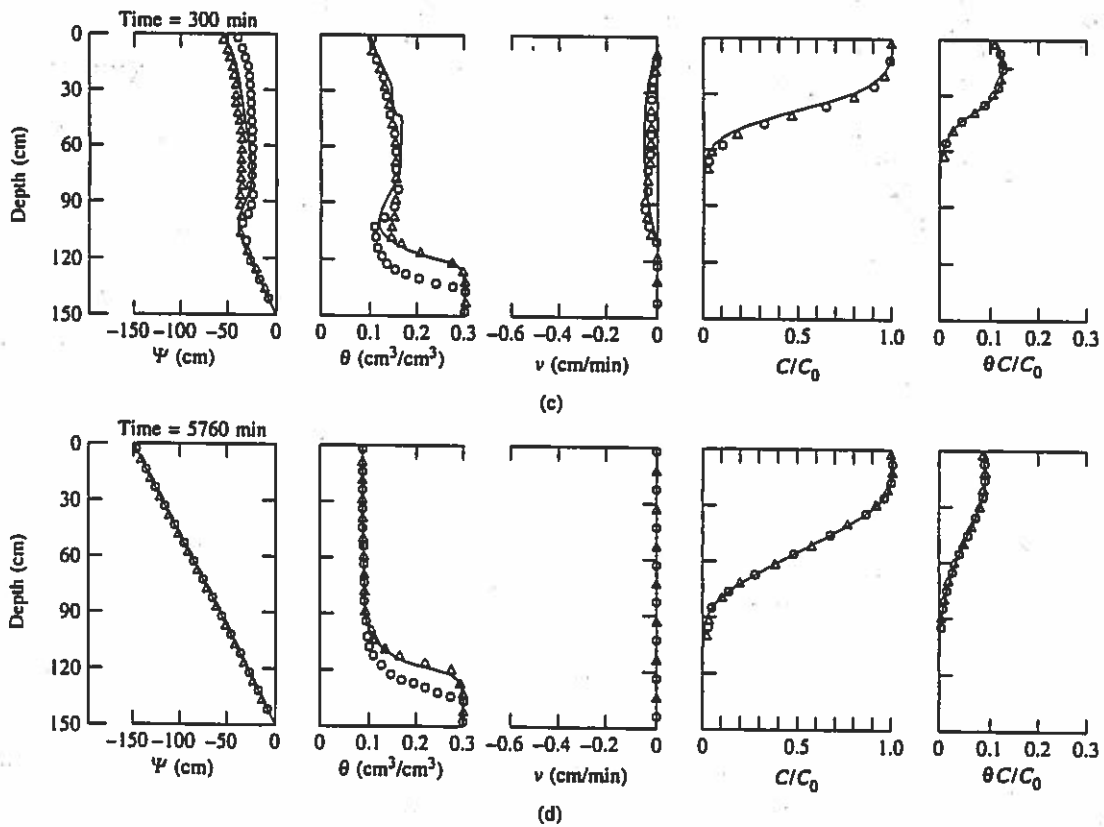 Time = 300 min
0
30
60
90
120
150
Depth (cm)
−150−100 −50 0
Ψ (cm)
0 0.1 0.2 0.3
θ (cm³/cm³)
−0.6 −0.4 −0.2 0
v (cm/min)
0 0.5 1.0
C/C₀
0 0.1 0.2 0.3
θC/C₀
(c)
Time = 5760 min
0
30
60
90
120
150
Depth (cm)
−150−100 −50 0
Ψ (cm)
0 0.1 0.2 0.3
θ (cm³/cm³)
−0.6 −0.4 −0.2 0
v (cm/min)
0 0.5 1.0
C/C₀
0 0.1 0.2 0.3
θC/C₀
(d)